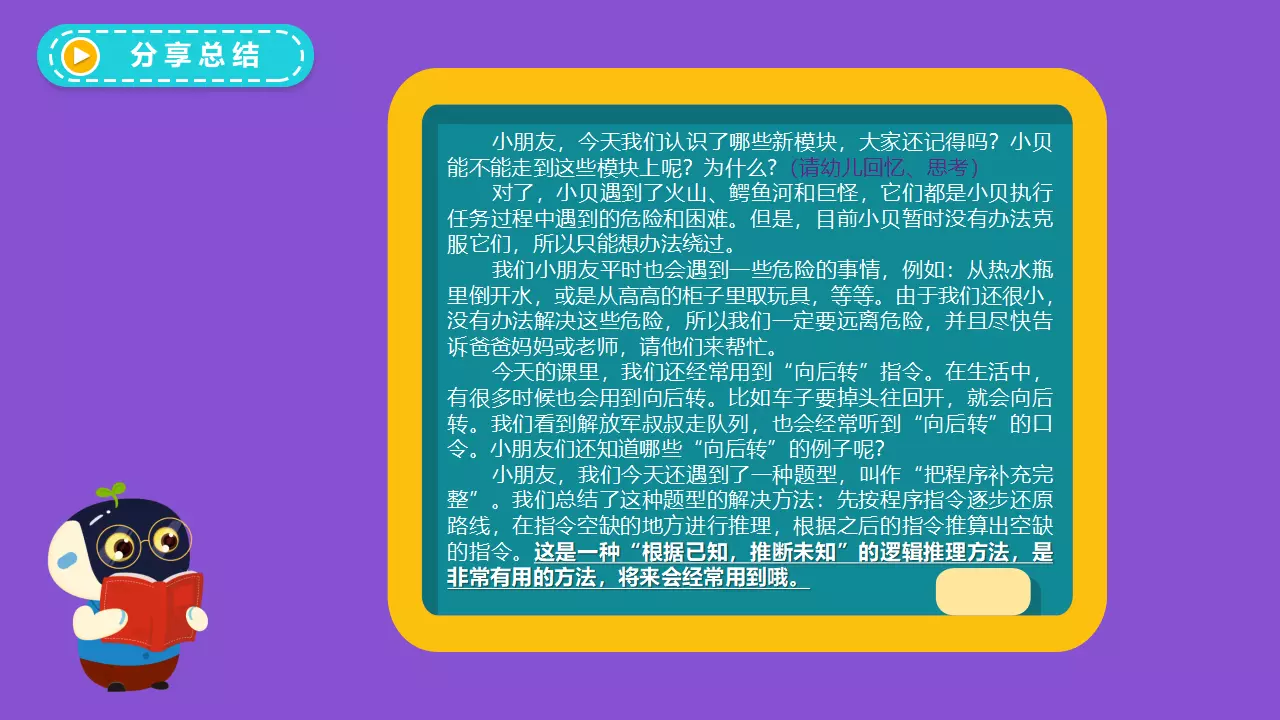 分享总结
小朋友，今天我们认识了哪些新模块，大家还记得吗？小贝
能不能走到这些模块上呢？为什么？（请幼儿回忆、思考）
对了，小贝遇到了火山、鳄鱼河和巨怪，它们都是小贝执行
任务过程中遇到的危险和困难。但是，目前小贝暂时没有办法克
服它们，所以只能想办法绕过。
我们小朋友平时也会遇到一些危险的事情，例如：从热水瓶
里倒开水，或是从高高的柜子里取玩具，等等。由于我们还很小，
没有办法解决这些危险，所以我们一定要远离危险，并且尽快告
诉爸爸妈妈或老师，请他们来帮忙。
今天的课里，我们还经常用到“向后转”指令。在生活中，
有很多时候也会用到向后转。比如车子要掉头往回开，就会向后
转。我们看到解放军叔叔走队列，也会经常听到“向后转”的口
令。小朋友们还知道哪些“向后转”的例子呢？
小朋友，我们今天还遇到了一种题型，叫作“把程序补充完
整”。我们总结了这种题型的解决方法：先按程序指令逐步还原
路线，在指令空缺的地方进行推理，根据之后的指令推算出空缺
的指令。这是一种“根据已知，推断未知”的逻辑推理方法，是
非常有用的方法，将来会经常用到哦。